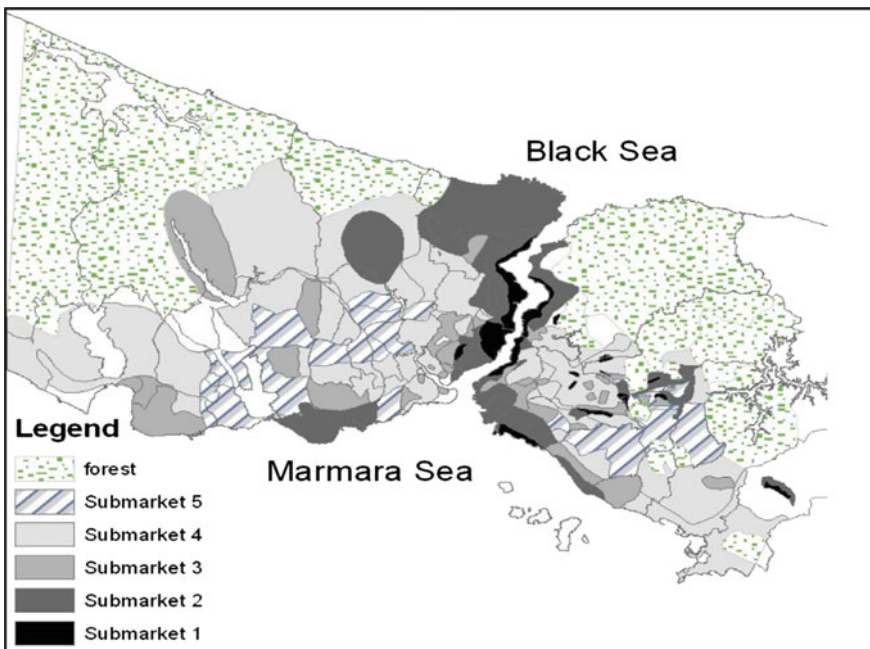 Black Sea
Marmara Sea
Legend
forest
Submarket 5
Submarket 4
Submarket 3
Submarket 2
Submarket 1